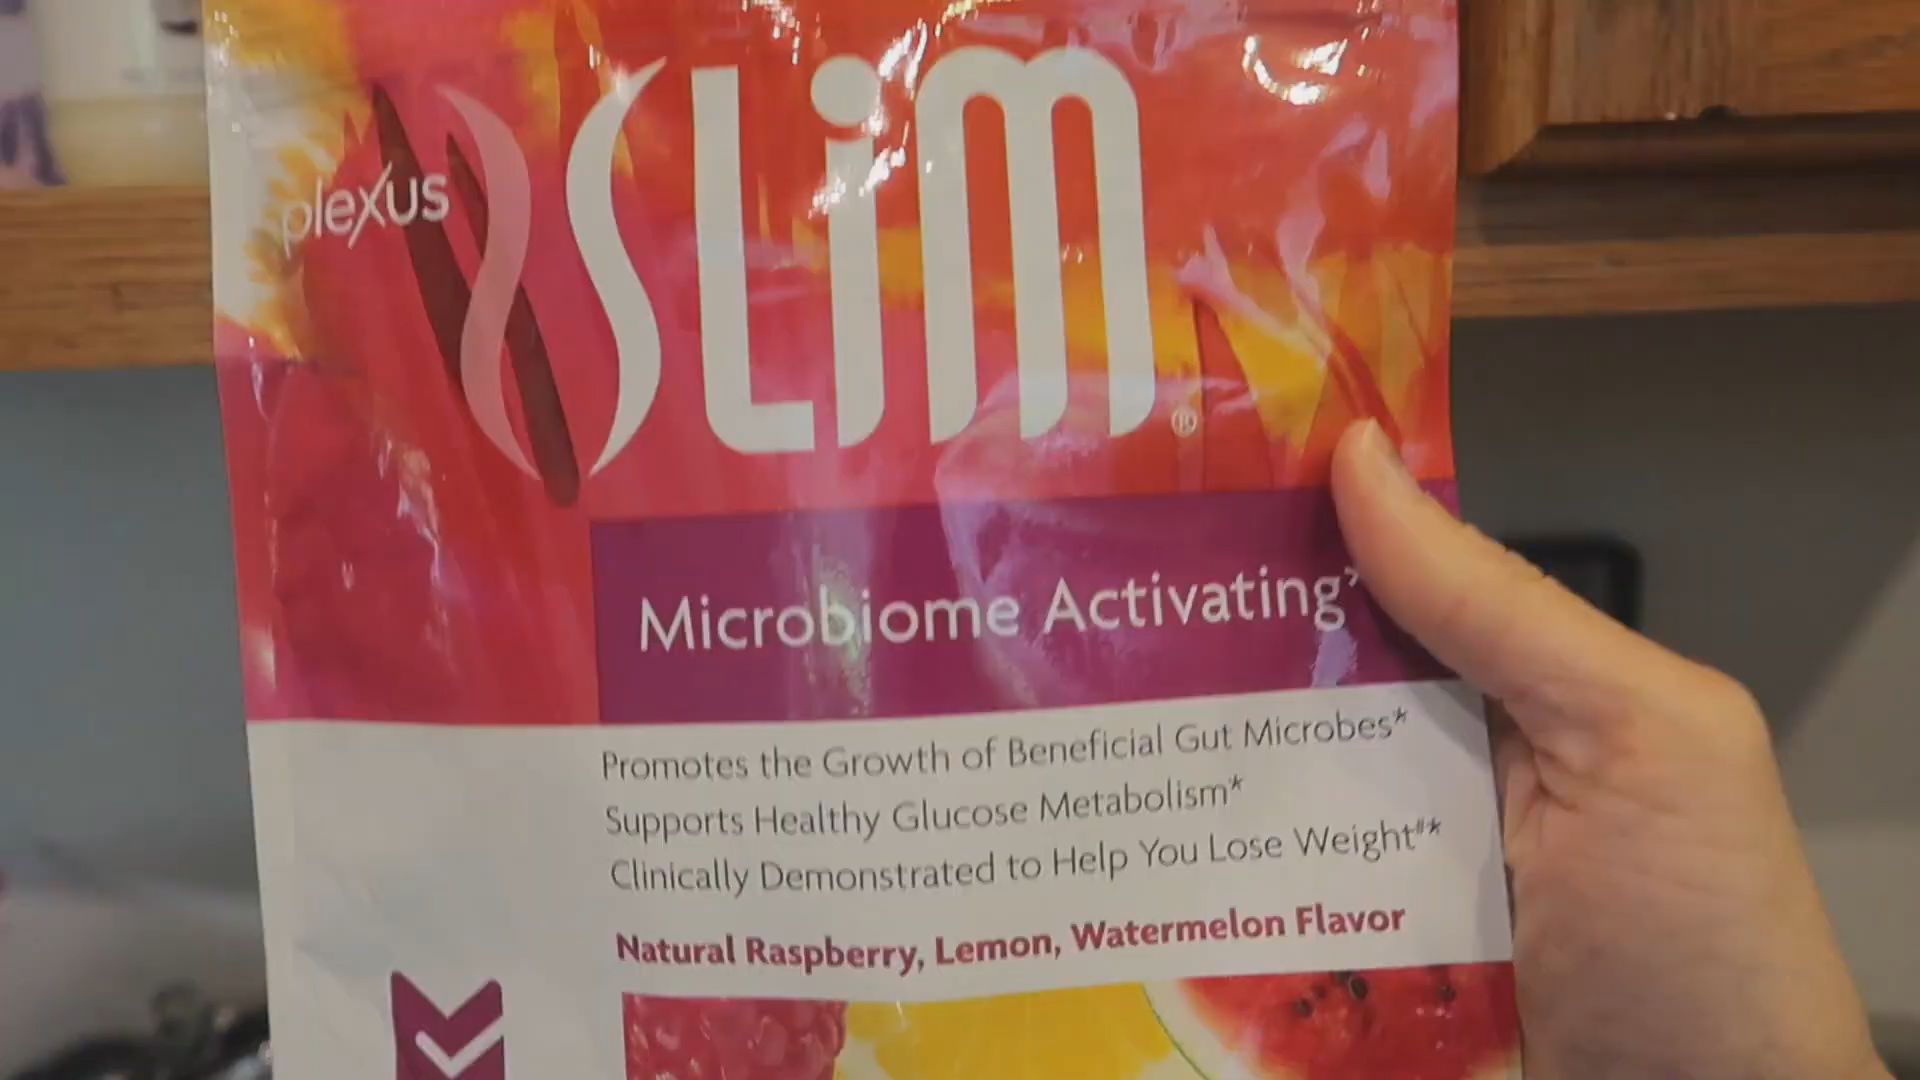 plexus
SLiM®
Microbiome Activating
Promotes the Growth of Beneficial Gut Microbes*
Supports Healthy Glucose Metabolism*
Clinically Demonstrated to Help You Lose Weight#*
Natural Raspberry, Lemon, Watermelon Flavor